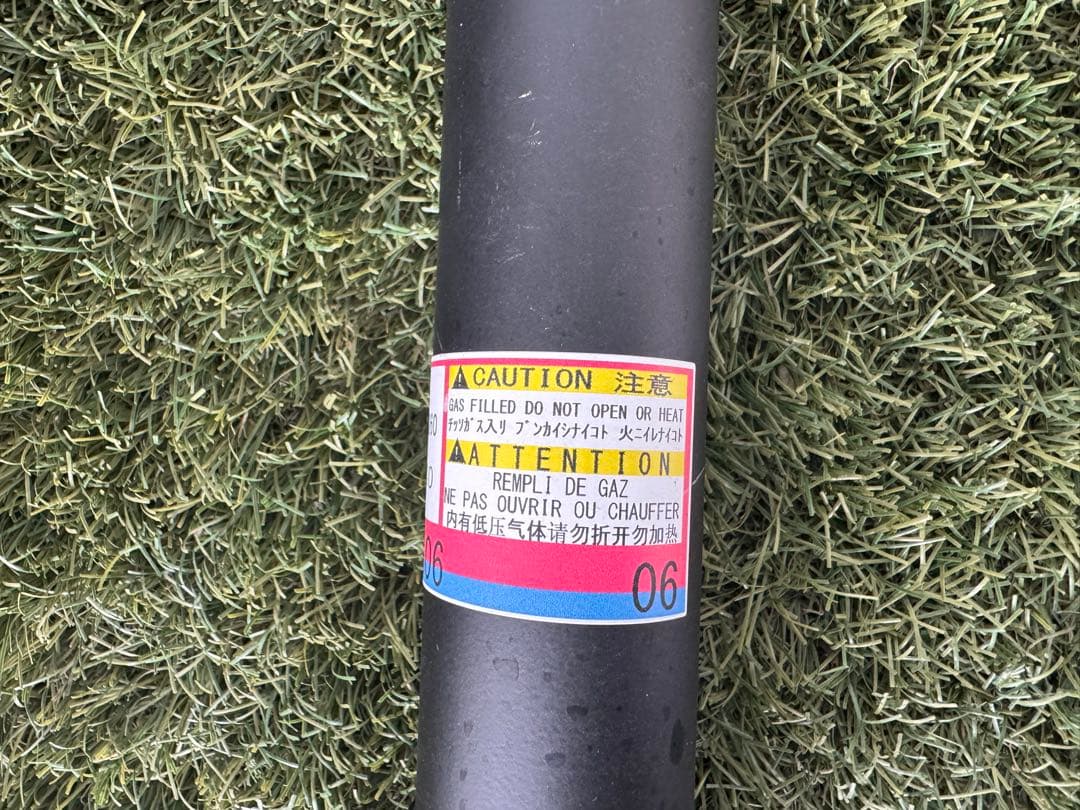 ⚠CAUTION 注意
GAS FILLED DO NOT OPEN OR HEAT
チッソガス入リ ブンカイシナイコト 火ニイレナイコト
⚠ATTENTION
REMPLI DE GAZ
NE PAS OUVRIR OU CHAUFFER
内有低压气体请勿折开勿加热
06
06